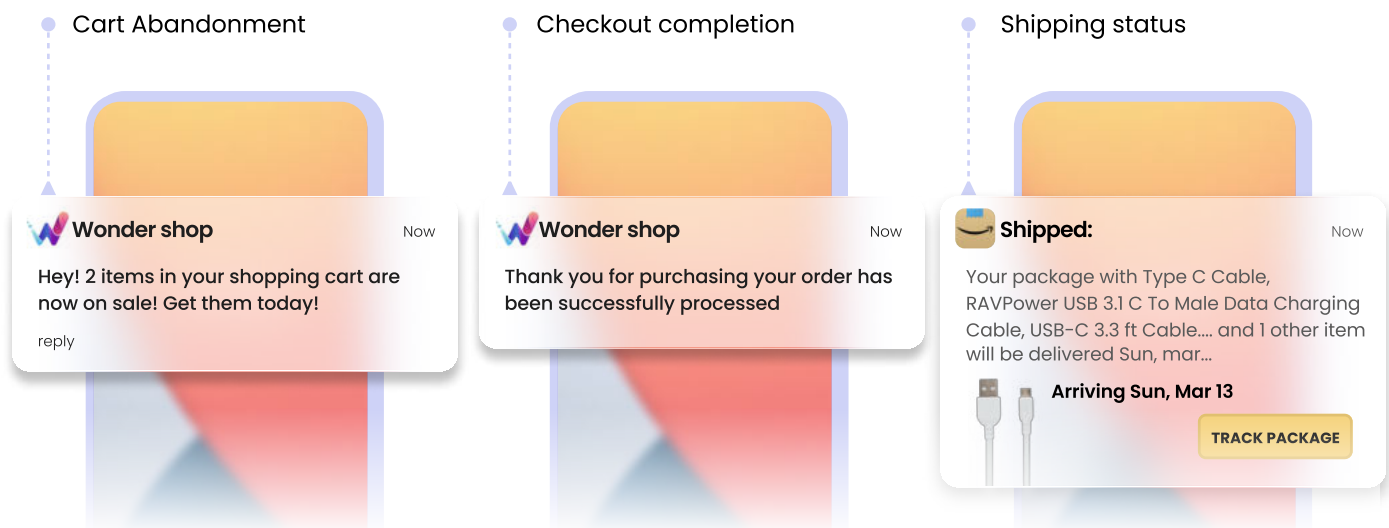 Cart Abandonment
Wonder shop
Now
Hey! 2 items in your shopping cart are
now on sale! Get them today!
reply
Checkout completion
Wonder shop
Now
Thank you for purchasing your order has
been successfully processed
Shipping status
Shipped:
Now
Your package with Type C Cable,
RAVPower USB 3.1 C To Male Data Charging
Cable, USB-C 3.3 ft Cable.... and 1 other item
will be delivered Sun, mar...
Arriving Sun, Mar 13
TRACK PACKAGE